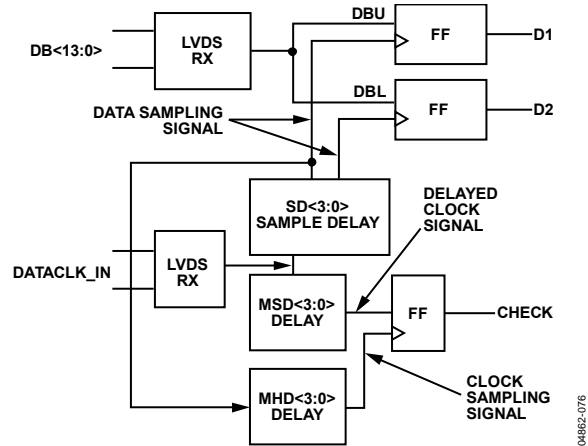 DB<13:0>
LVDS
RX
DBU
FF
D1
DBL
FF
D2
DATA SAMPLING
SIGNAL
SD<3:0>
SAMPLE DELAY
DELAYED
CLOCK
SIGNAL
DATACLK_IN
LVDS
RX
MSD<3:0>
DELAY
FF
CHECK
MHD<3:0>
DELAY
CLOCK
SAMPLING
SIGNAL
04862-076